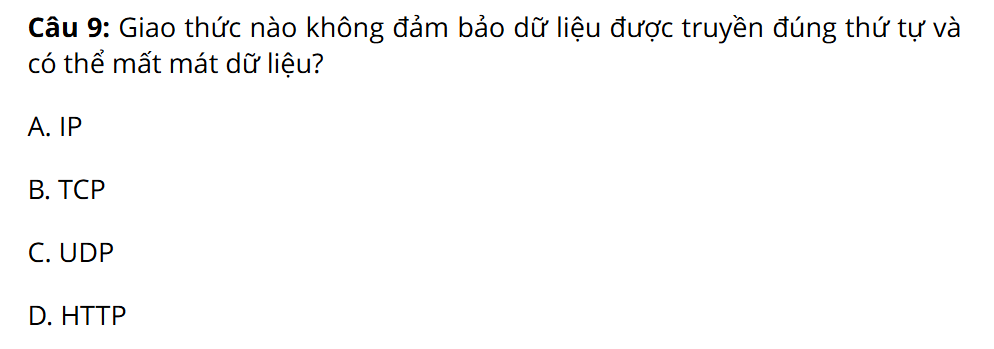 Câu 9: Giao thức nào không đảm bảo dữ liệu được truyền đúng thứ tự và
có thể mất mát dữ liệu?
A. IP
B. TCP
C. UDP
D. HTTP